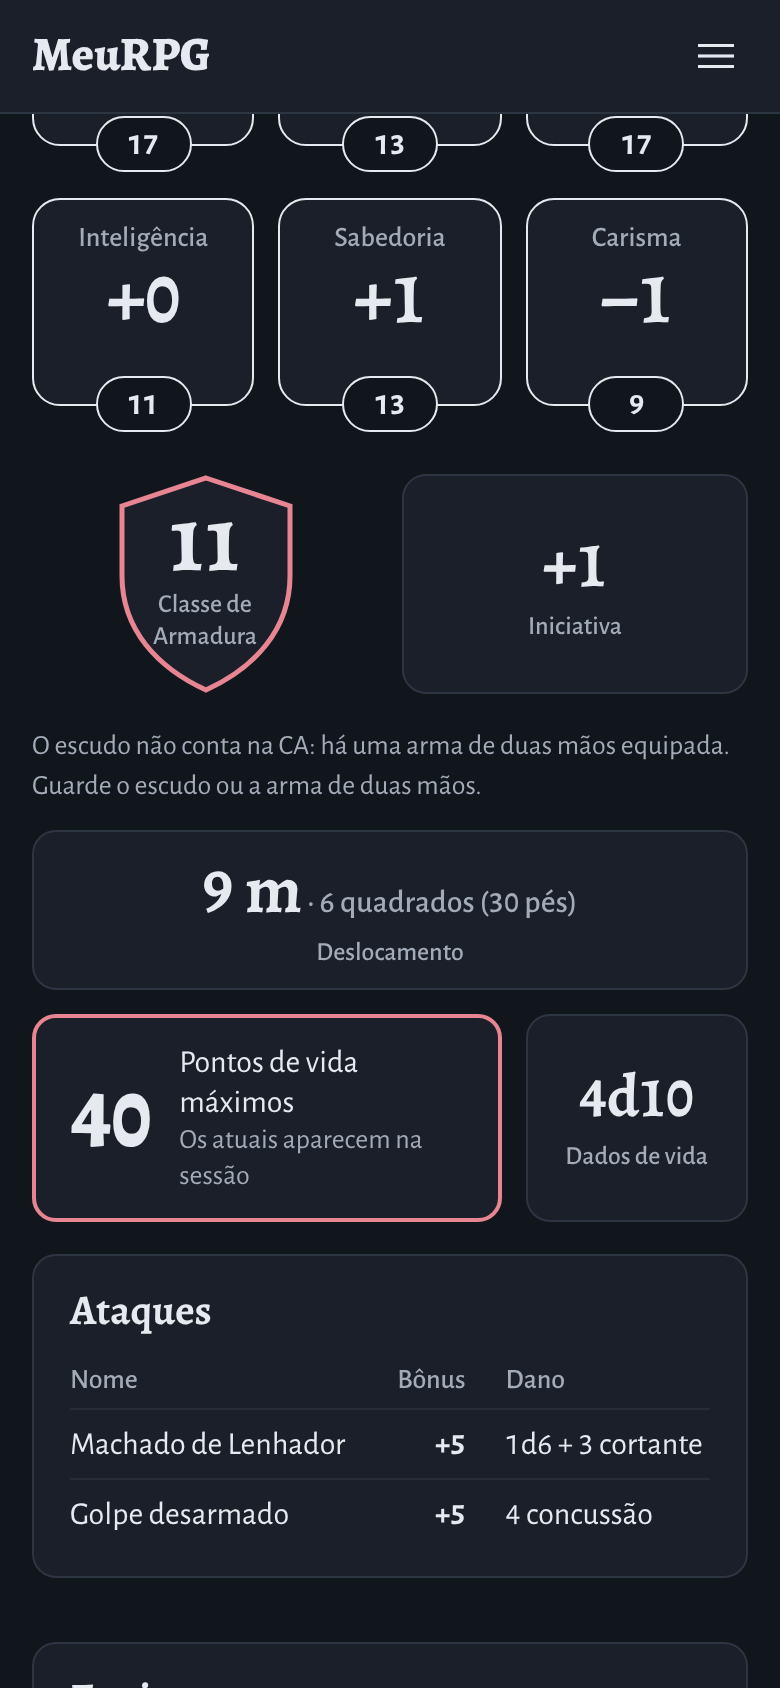 MeuRPG
17 13 17
Inteligência Sabedoria Carisma
+0 +1 −1
11 13 9
11
Classe de
Armadura
+1
Iniciativa
O escudo não conta na CA: há uma arma de duas mãos equipada.
Guarde o escudo ou a arma de duas mãos.
9 m · 6 quadrados (30 pés)
Deslocamento
40
Pontos de vida
máximos
Os atuais aparecem na
sessão
4d10
Dados de vida
Ataques
Nome Bônus Dano
Machado de Lenhador +5 1d6 + 3 cortante
Golpe desarmado +5 4 concussão